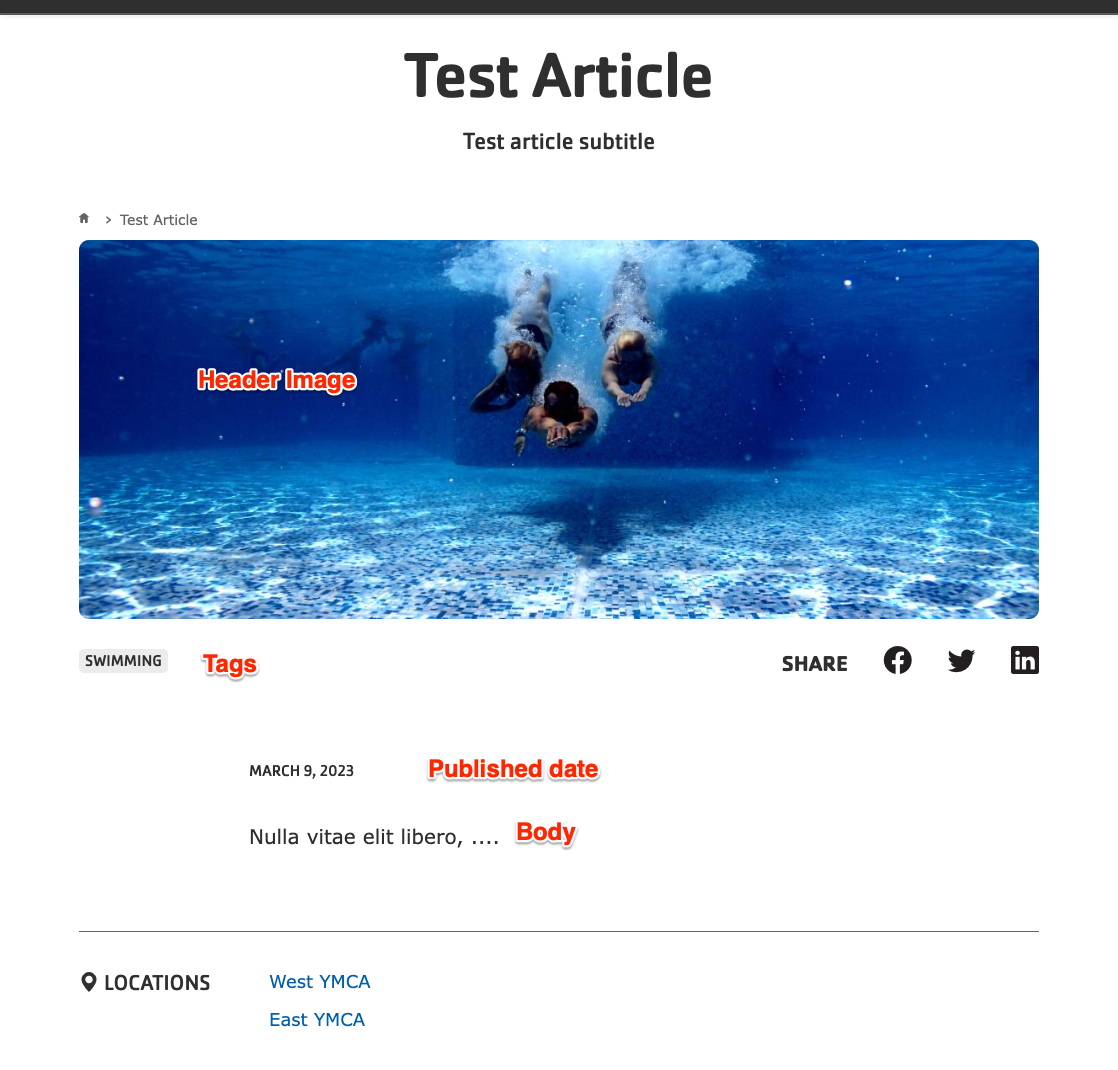 Test Article
Test article subtitle
› Test Article
Header Image
SWIMMING Tags SHARE
MARCH 9, 2023 Published date
Nulla vitae elit libero, .... Body
LOCATIONS West YMCA
East YMCA